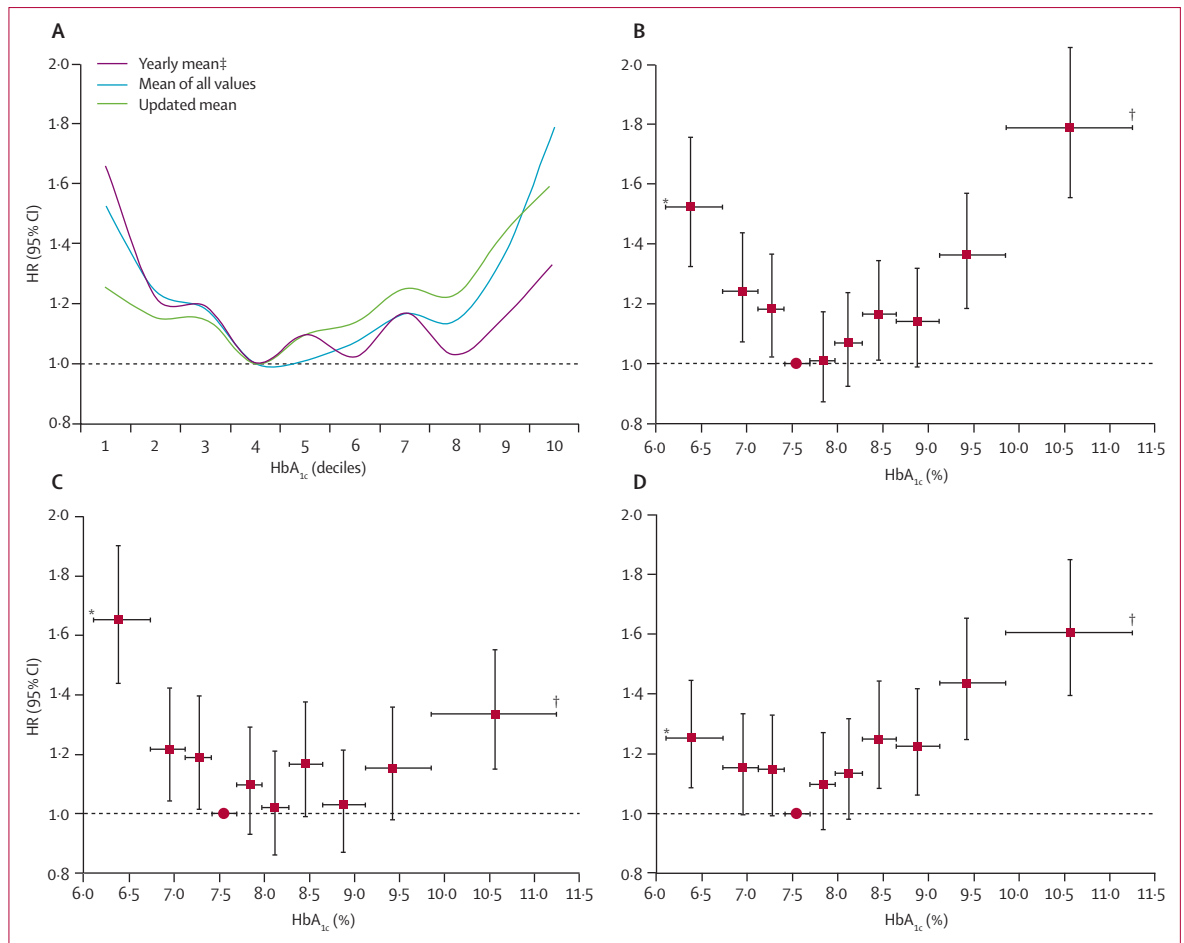 A
HR (95% CI)
2·0
1·8
1·6
1·4
1·2
1·0
0·8
Yearly mean‡
Mean of all values
Updated mean
1 2 3 4 5 6 7 8 9 10
HbA1c (deciles)
B
2·0
1·8
1·6
1·4
1·2
1·0
0·8
*
†
6·0 6·5 7·0 7·5 8·0 8·5 9·0 9·5 10·0 10·5 11·0 11·5
HbA1c (%)
C
HR (95% CI)
2·0
1·8
1·6
1·4
1·2
1·0
0·8
*
†
6·0 6·5 7·0 7·5 8·0 8·5 9·0 9·5 10·0 10·5 11·0 11·5
HbA1c (%)
D
2·0
1·8
1·6
1·4
1·2
1·0
0·8
*
†
6·0 6·5 7·0 7·5 8·0 8·5 9·0 9·5 10·0 10·5 11·0 11·5
HbA1c (%)